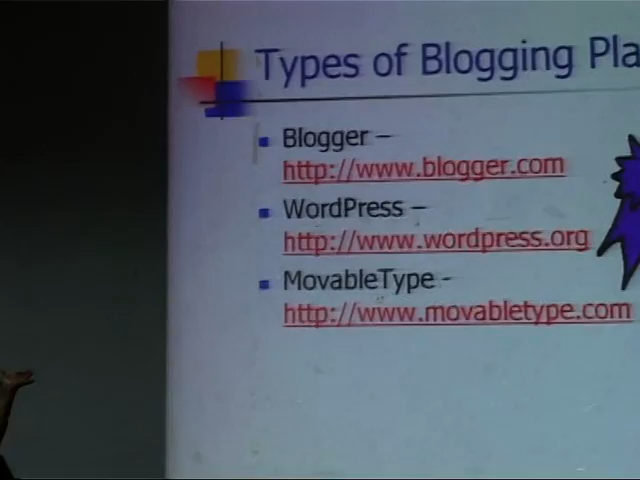 Types of Blogging Pla
Blogger –
http://www.blogger.com
WordPress –
http://www.wordpress.org
MovableType -
http://www.movabletype.com